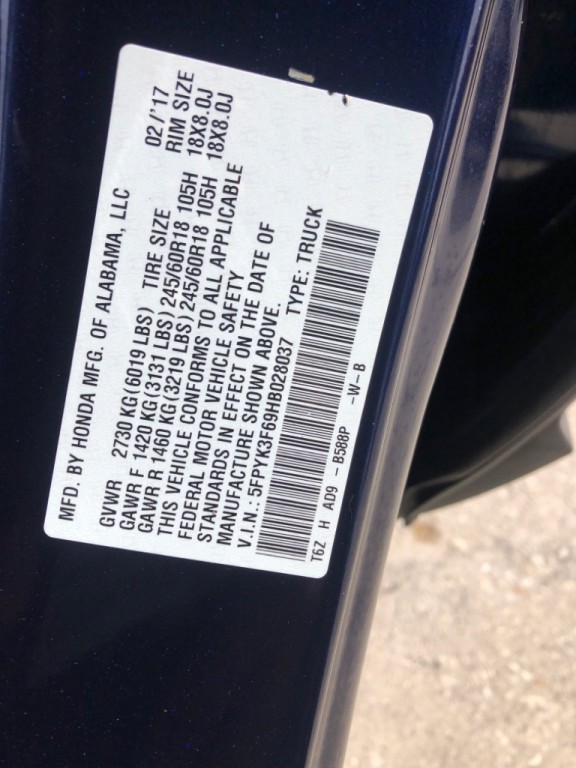 MFD. BY HONDA MFG. OF ALABAMA, LLC 02/'17
GVWR 2730 KG (6019 LBS) TIRE SIZE RIM SIZE
GAWR F 1420 KG (3131 LBS) 245/60R18 105H 18X8.0J
GAWR R 1460 KG (3219 LBS) 245/60R18 105H 18X8.0J
THIS VEHICLE CONFORMS TO ALL APPLICABLE
FEDERAL MOTOR VEHICLE SAFETY
STANDARDS IN EFFECT ON THE DATE OF
MANUFACTURE SHOWN ABOVE.
V.I.N.: 5FPYK3F69HB028037 TYPE: TRUCK
T6Z H AD9 -B588P -W-B